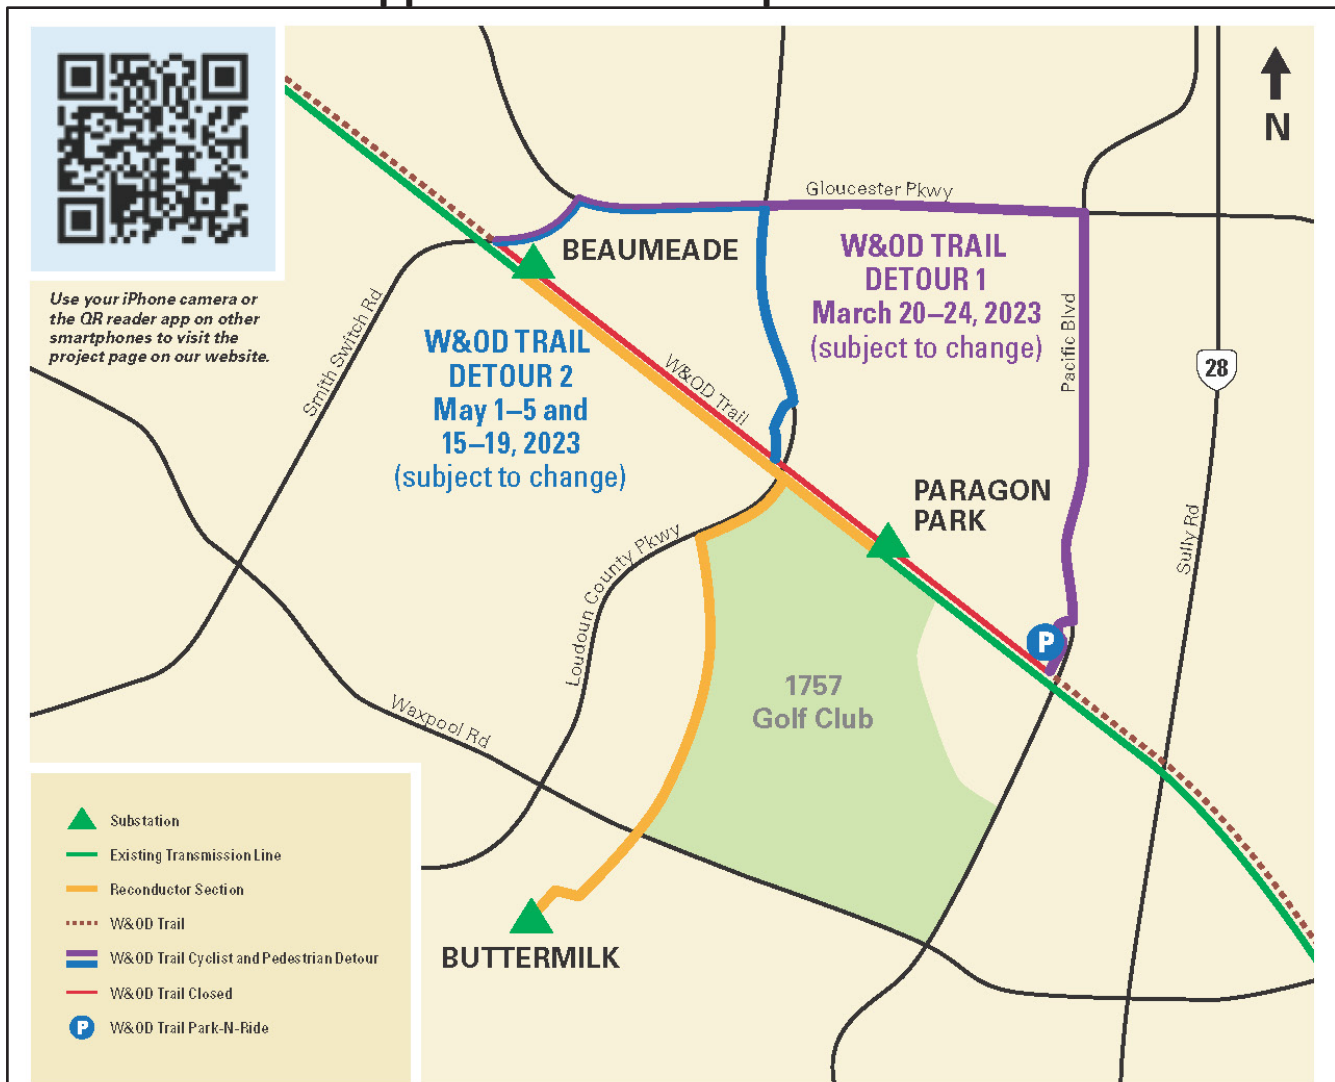 N
Use your iPhone camera or
the QR reader app on other
smartphones to visit the
project page on our website.
Gloucester Pkwy
BEAUMEADE
W&OD TRAIL
DETOUR 1
March 20–24, 2023
(subject to change)
Pacific Blvd
28
Smith Switch Rd
W&OD TRAIL
DETOUR 2
May 1–5 and
15–19, 2023
(subject to change)
W&OD Trail
PARAGON
PARK
Sully Rd
Loudoun County Pkwy
P
1757
Golf Club
Waxpool Rd
BUTTERMILK
Substation
Existing Transmission Line
Reconductor Section
W&OD Trail
W&OD Trail Cyclist and Pedestrian Detour
W&OD Trail Closed
P W&OD Trail Park-N-Ride